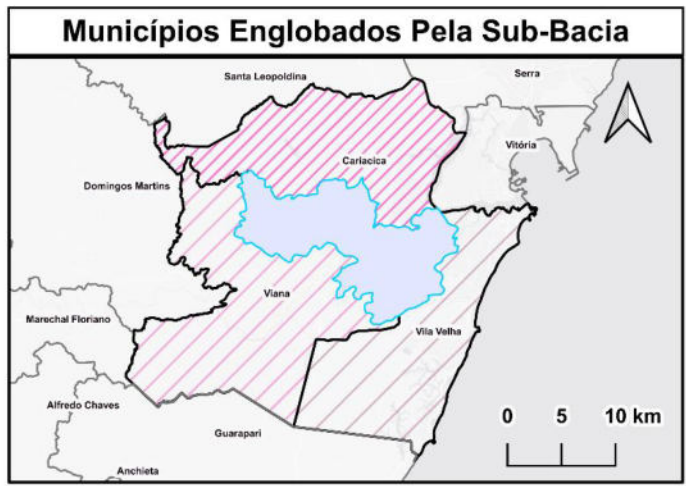 Municípios Englobados Pela Sub-Bacia
Santa Leopoldina
Serra
Vitória
Cariacica
Domingos Martins
Viana
Marechal Floriano
Vila Velha
Alfredo Chaves
0 5 10 km
Guarapari
Anchieta